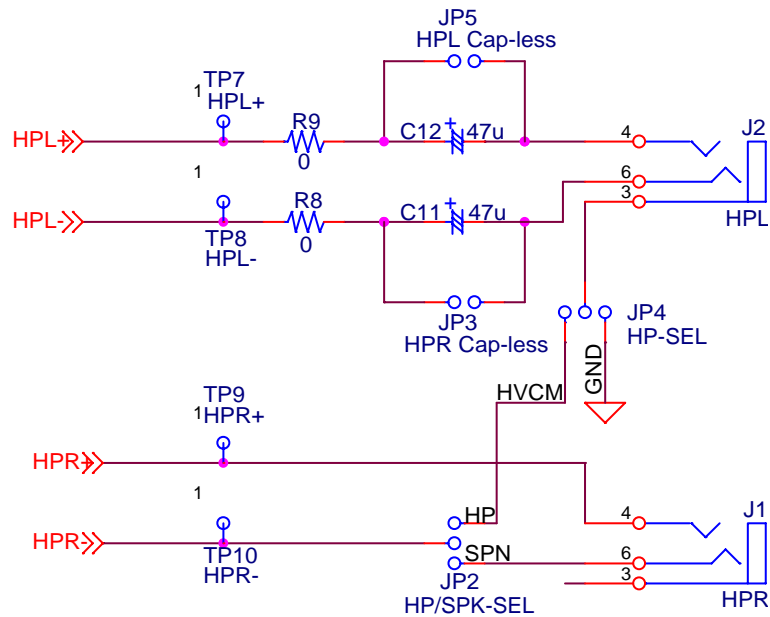 JP5
HPL Cap-less
1
TP7
HPL+
R9
0
C12
+
47u
4
J2
HPL+
1
6
3
HPL
HPL-
TP8
HPL-
R8
0
C11
+
47u
JP3
HPR Cap-less
JP4
HP-SEL
HVCM
GND
1
TP9
HPR+
HPR+
1
HP
4
J1
HPR-
TP10
HPR-
SPN
6
3
JP2
HP/SPK-SEL
HPR